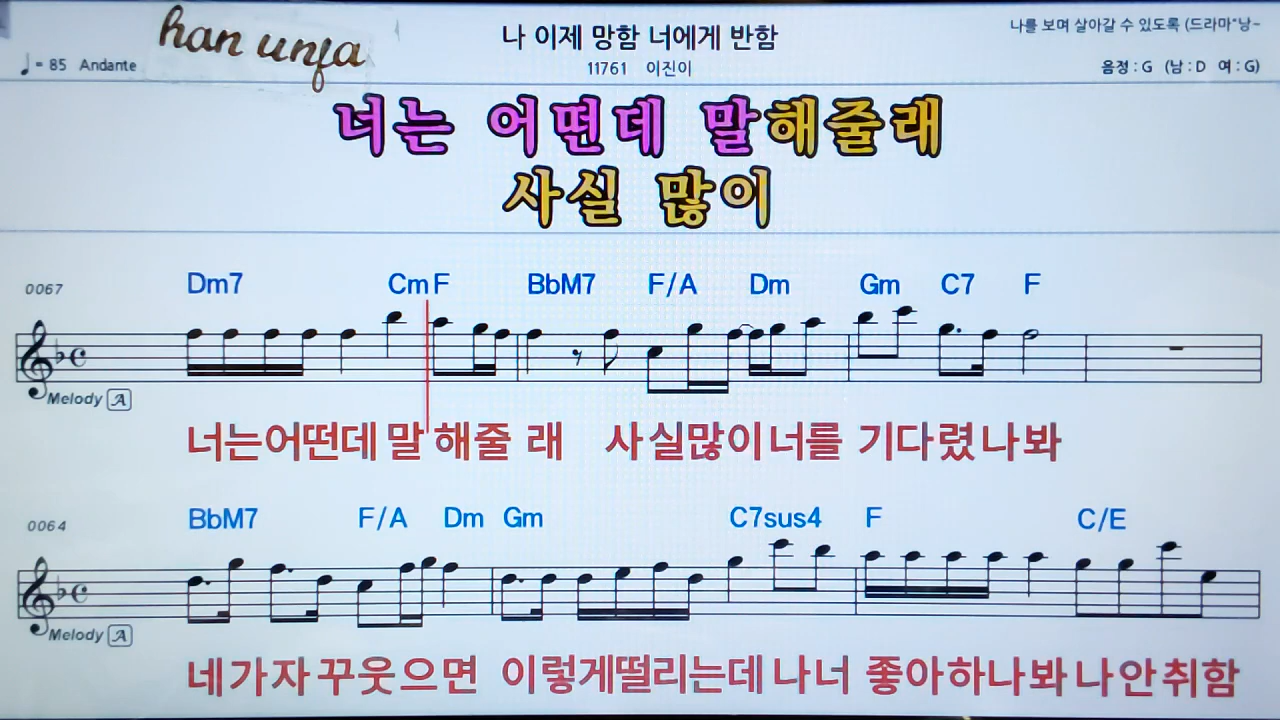 han unfa
나 이제 망함 너에게 반함
나를 보며 살아갈 수 있도록 (드라마"낭~
♩= 85 Andante
11761 이진이
음정 : G (남 : D 여 : G)
너는 어떤데 말해줄래
사실 많이
0067
Dm7 Cm F BbM7 F/A Dm Gm C7 F
Melody A
너는어떤데 말 해줄 래 사실많이너를 기다렸나봐
0064
BbM7 F/A Dm Gm C7sus4 F C/E
Melody A
네가자꾸웃으면 이렇게떨리는데나너 좋아하나봐나안취함